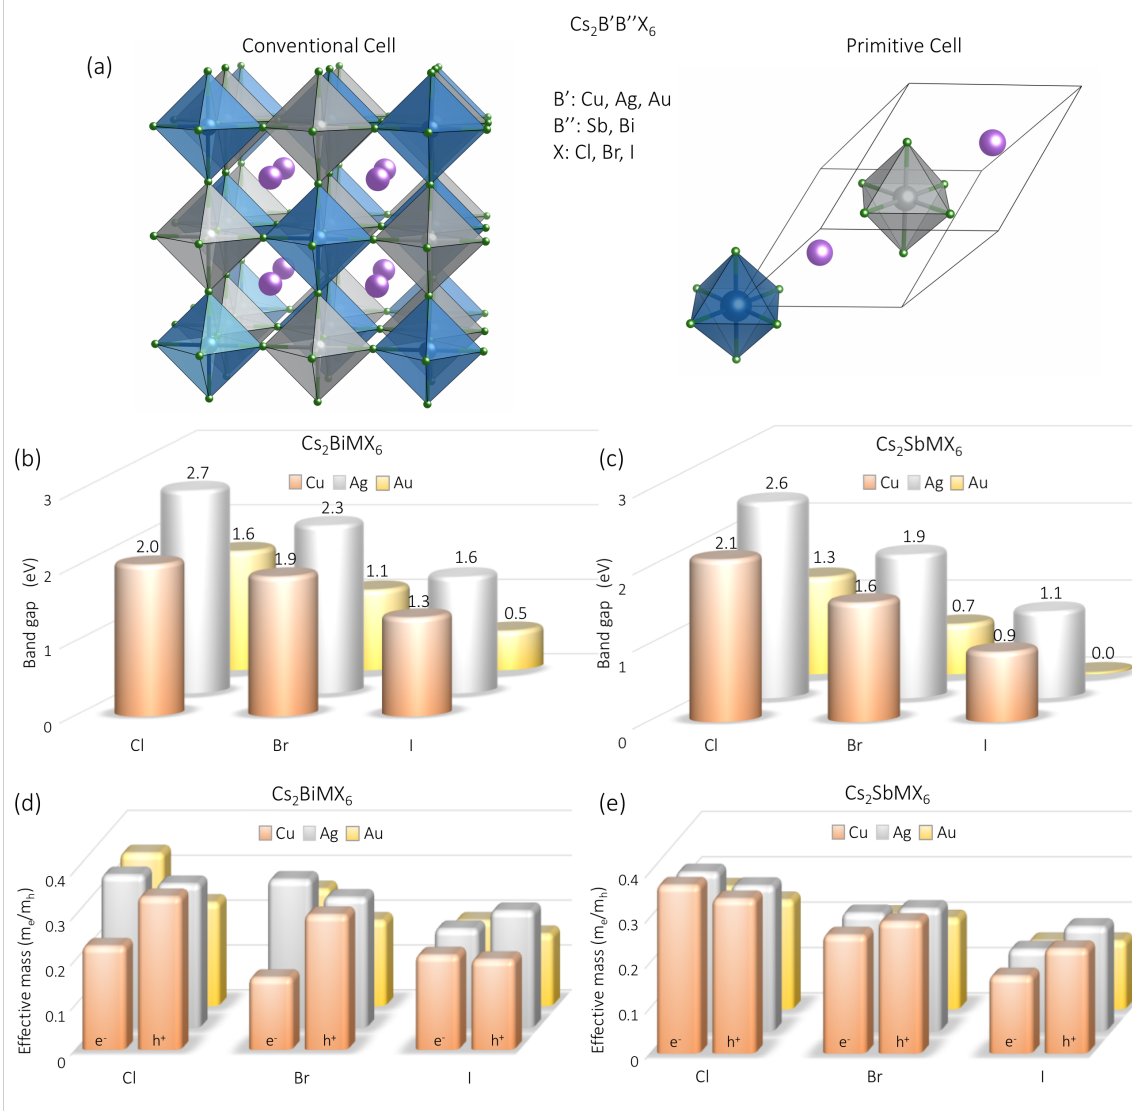 Cs₂B'B''X₆
Conventional Cell
Primitive Cell
(a)
B': Cu, Ag, Au
B'': Sb, Bi
X: Cl, Br, I
(b)
Cs₂BiMX₆
Cu Ag Au
Band gap (eV)
3
2
1
0
2.7
2.0
1.6
2.3
1.9
1.1
1.6
1.3
0.5
Cl Br I
(c)
Cs₂SbMX₆
Cu Ag Au
Band gap (eV)
3
2
1
0
2.6
2.1
1.3
1.9
1.6
0.7
1.1
0.9
0.0
Cl Br I
(d)
Cs₂BiMX₆
Cu Ag Au
Effective mass (mₑ/mₕ)
0.4
0.3
0.2
0.1
0
e⁻ h⁺ e⁻ h⁺ e⁻ h⁺
Cl Br I
(e)
Cs₂SbMX₆
Cu Ag Au
Effective mass (mₑ/mₕ)
0.4
0.3
0.2
0.1
0
e⁻ h⁺ e⁻ h⁺ e⁻ h⁺
Cl Br I